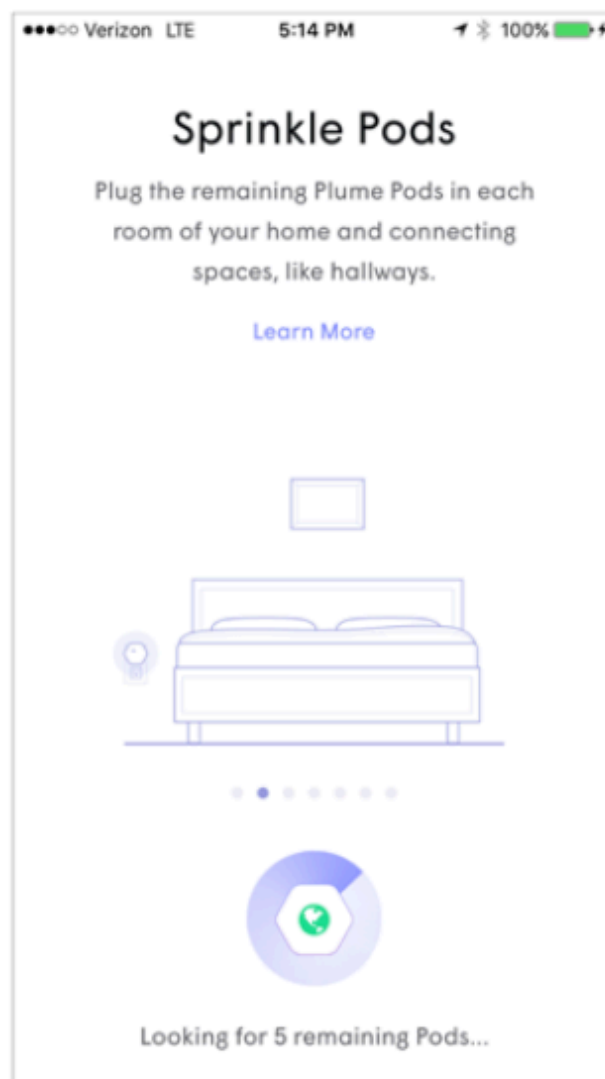 Verizon LTE 5:14 PM 100%
Sprinkle Pods
Plug the remaining Plume Pods in each
room of your home and connecting
spaces, like hallways.
Learn More
Looking for 5 remaining Pods...